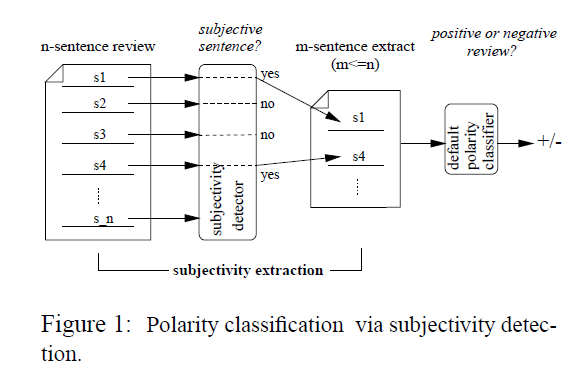 subjective
sentence?
positive or negative
review?
n-sentence review
m-sentence extract
(m<=n)
s1
s2
s3
s4
s_n
yes
no
no
yes
subjectivity
detector
s1
s4
default
polarity
classifier
+/-
subjectivity extraction
Figure 1: Polarity classification via subjectivity detec-
tion.